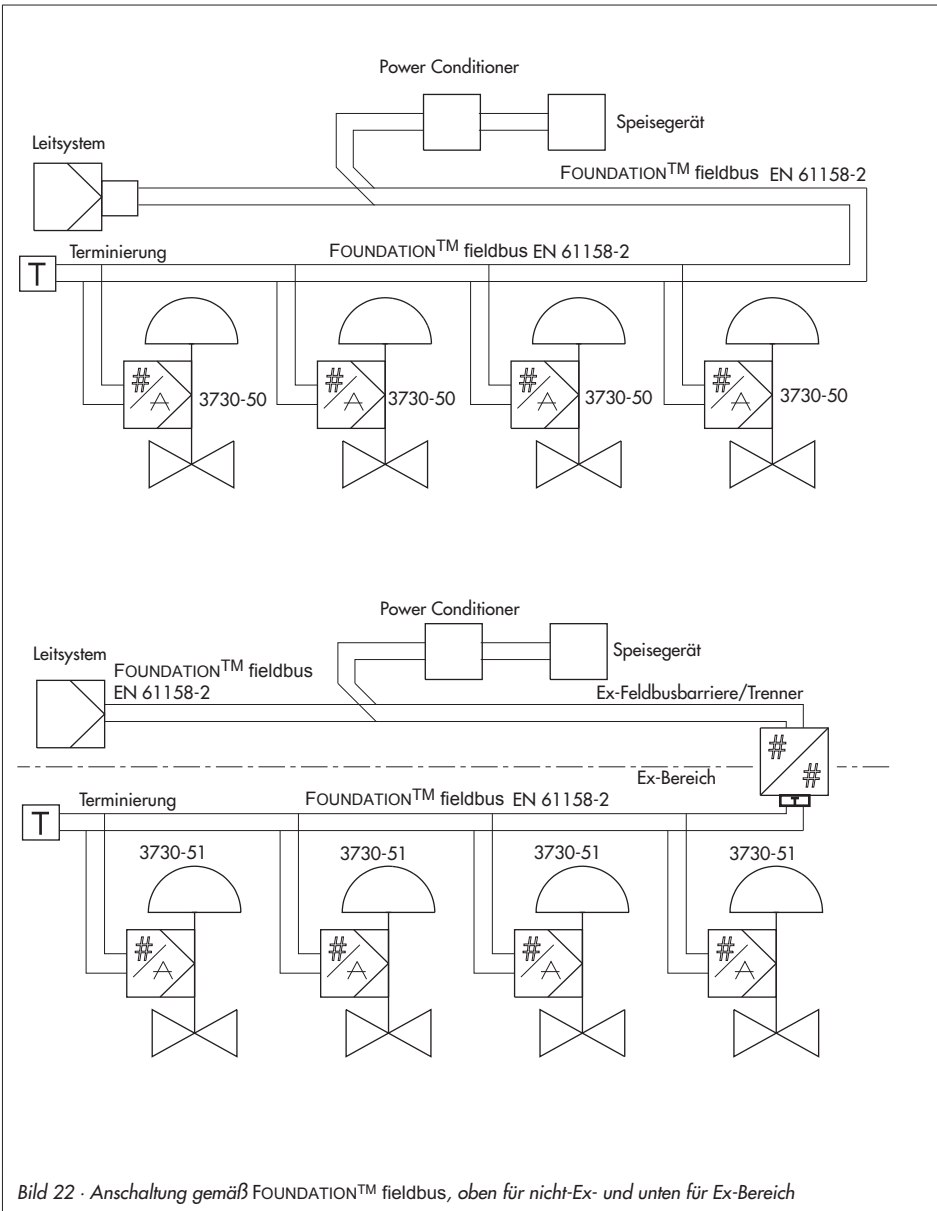 Power Conditioner
Speisegerät
Leitsystem
FOUNDATION™ fieldbus EN 61158-2
Terminierung
FOUNDATION™ fieldbus EN 61158-2
T
#
A
3730-50
#
A
3730-50
#
A
3730-50
#
A
3730-50
Power Conditioner
Speisegerät
Leitsystem
FOUNDATION™ fieldbus
EN 61158-2
Ex-Feldbusbarriere/Trenner
#
#
Ex-Bereich
Terminierung
FOUNDATION™ fieldbus EN 61158-2
T
T
3730-51
3730-51
3730-51
3730-51
#
A
#
A
#
A
#
A
Bild 22 · Anschaltung gemäß FOUNDATION™ fieldbus, oben für nicht-Ex- und unten für Ex-Bereich